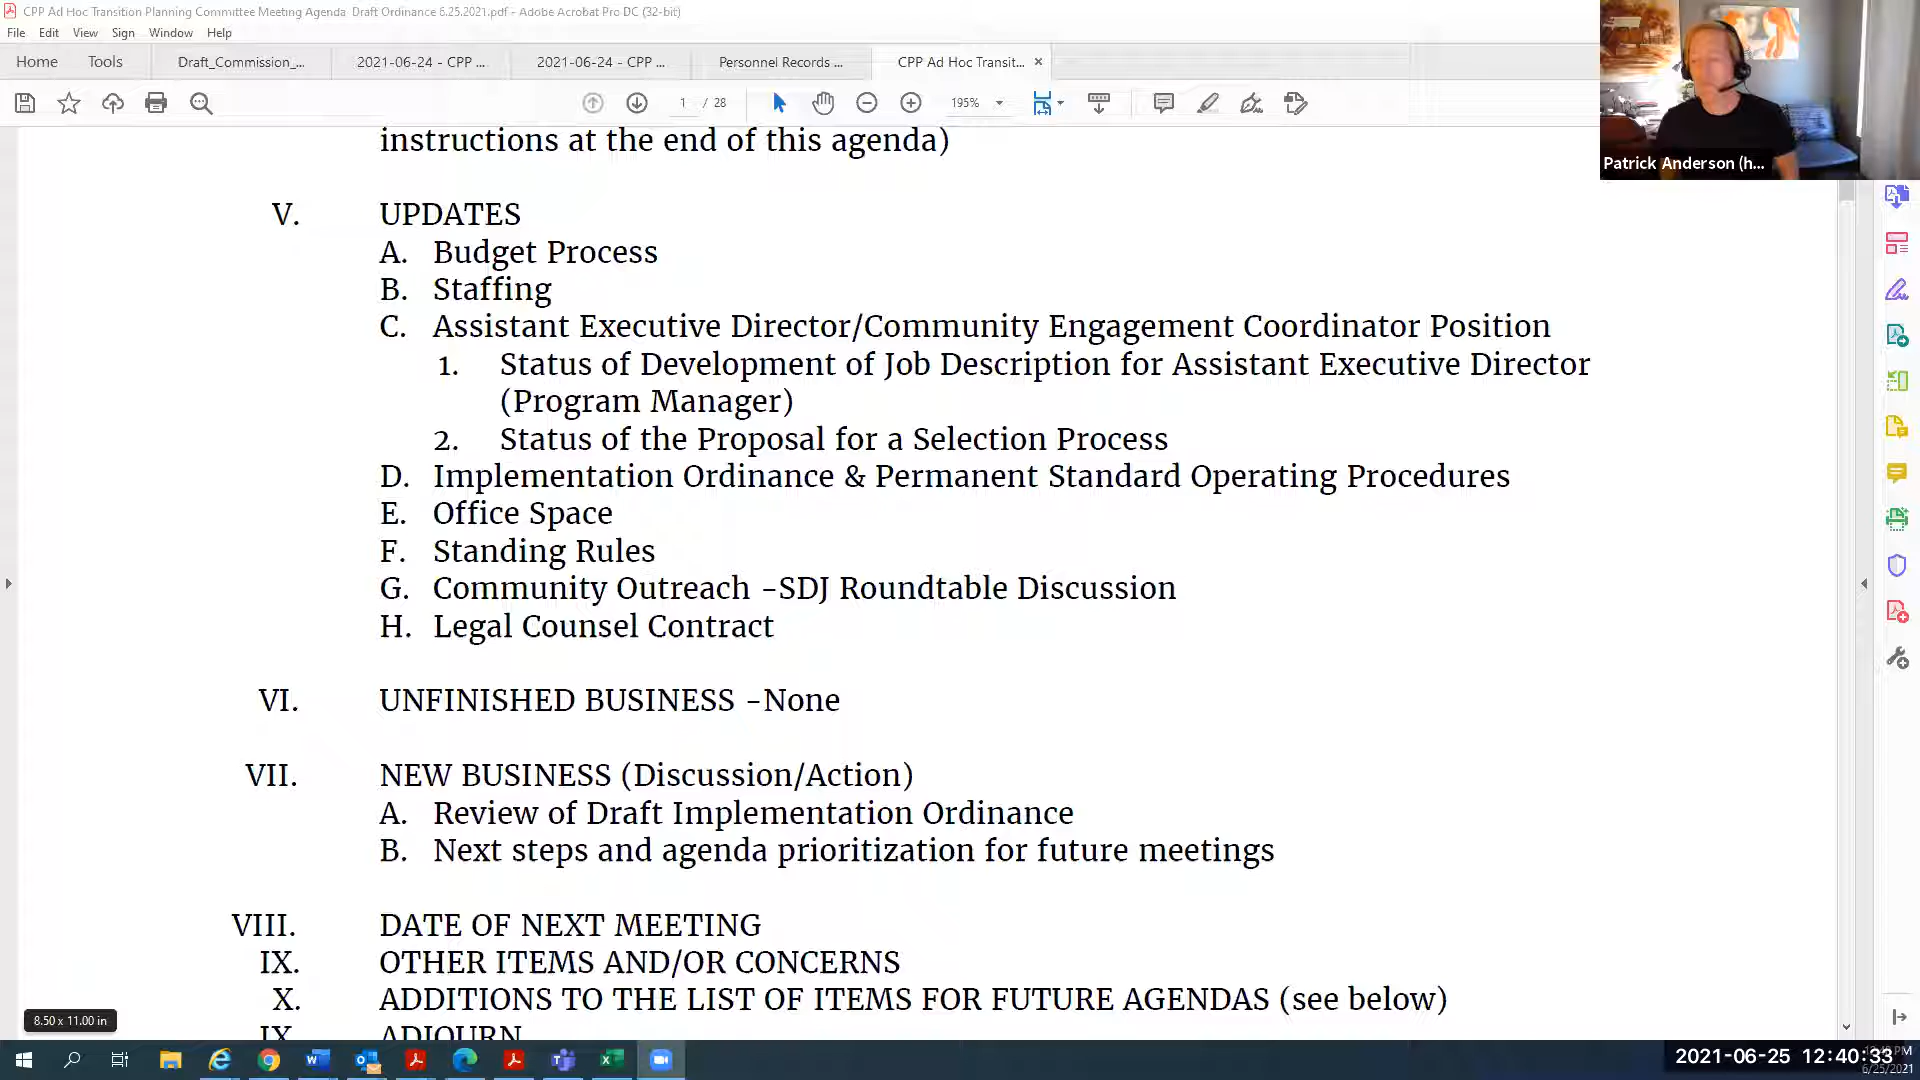 CPP Ad Hoc Transition Planning Committee Meeting Agenda Draft Ordinance 6.25.2021.pdf - Adobe Acrobat Pro DC (32-bit)
File Edit View Sign Window Help
Home Tools Draft_Commission_... 2021-06-24 - CPP ... 2021-06-24 - CPP ... Personnel Records ... CPP Ad Hoc Transit... ×
1 / 28 195%
Patrick Anderson (h...
instructions at the end of this agenda)
V. UPDATES
A. Budget Process
B. Staffing
C. Assistant Executive Director/Community Engagement Coordinator Position
1. Status of Development of Job Description for Assistant Executive Director
(Program Manager)
2. Status of the Proposal for a Selection Process
D. Implementation Ordinance & Permanent Standard Operating Procedures
E. Office Space
F. Standing Rules
G. Community Outreach -SDJ Roundtable Discussion
H. Legal Counsel Contract
VI. UNFINISHED BUSINESS -None
VII. NEW BUSINESS (Discussion/Action)
A. Review of Draft Implementation Ordinance
B. Next steps and agenda prioritization for future meetings
VIII. DATE OF NEXT MEETING
IX. OTHER ITEMS AND/OR CONCERNS
X. ADDITIONS TO THE LIST OF ITEMS FOR FUTURE AGENDAS (see below)
IX. ADJOURN
8.50 x 11.00 in
2021-06-25 12:40:33
6/25/2021